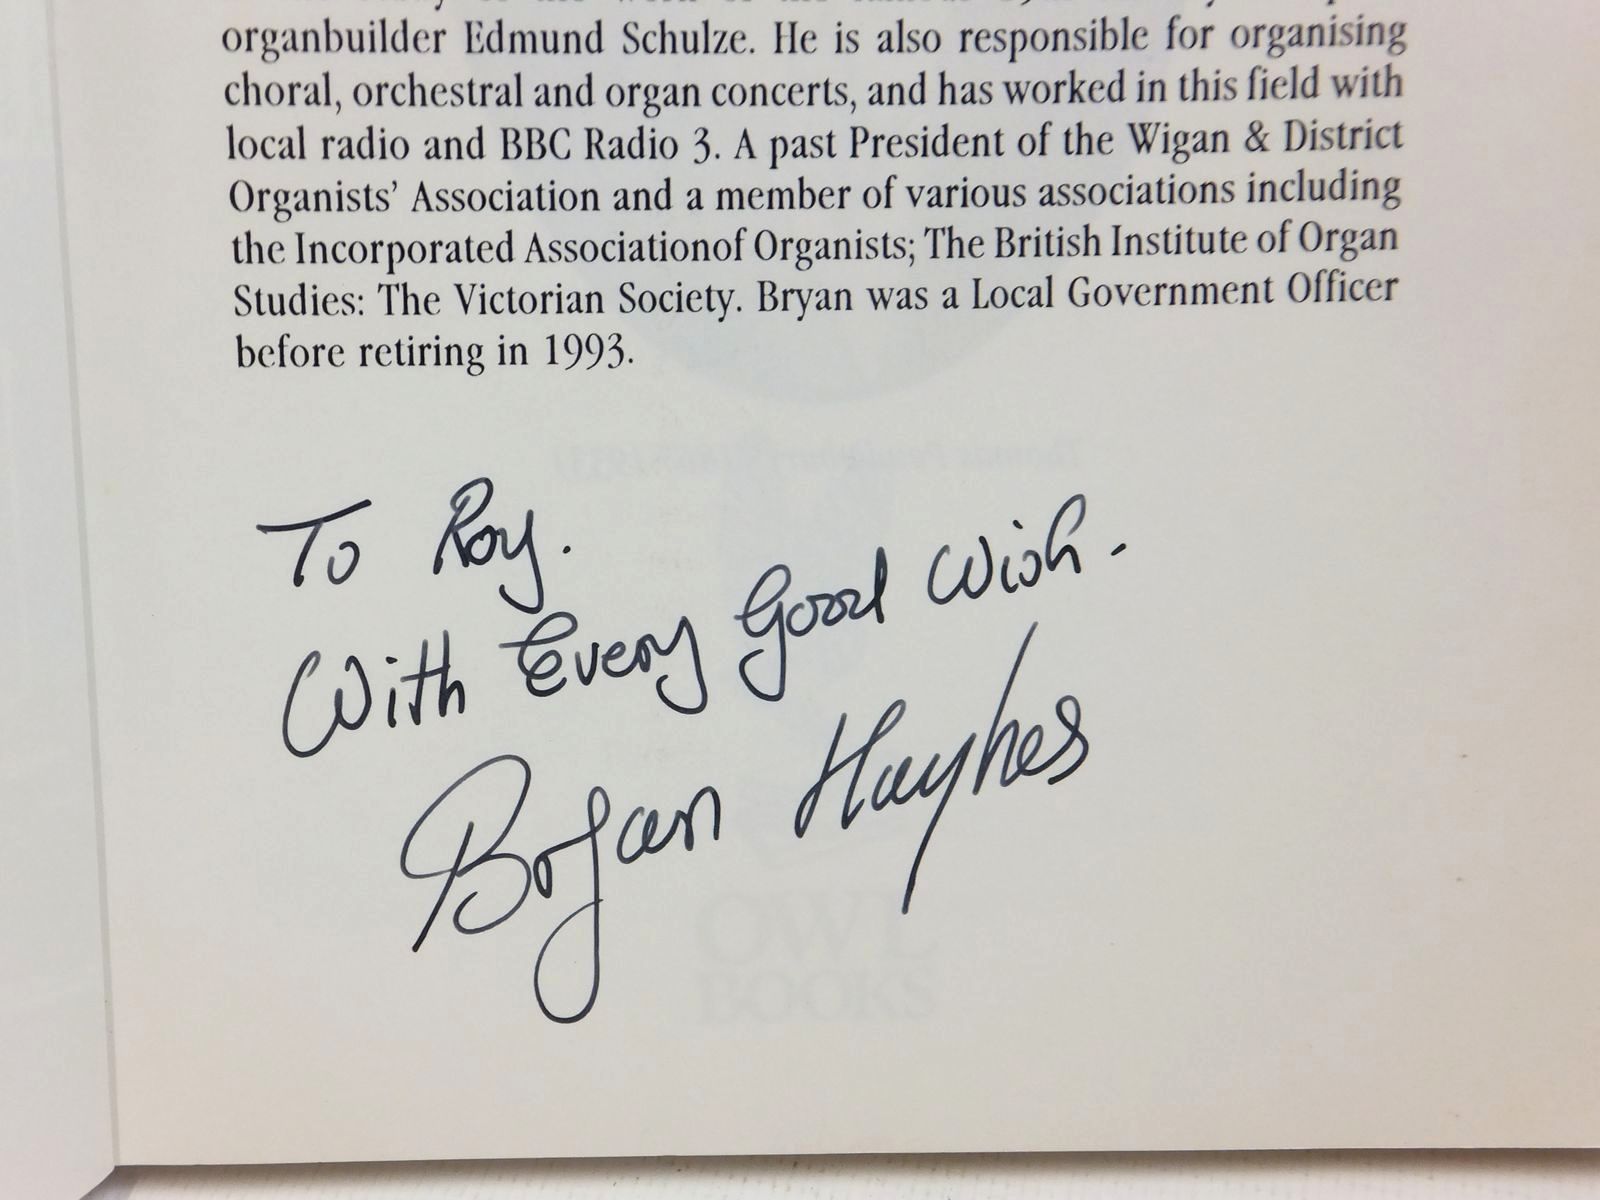 organbuilder Edmund Schulze. He is also responsible for organising
choral, orchestral and organ concerts, and has worked in this field with
local radio and BBC Radio 3. A past President of the Wigan & District
Organists' Association and a member of various associations including
the Incorporated Associationof Organists; The British Institute of Organ
Studies: The Victorian Society. Bryan was a Local Government Officer
before retiring in 1993.
To Roy.
With Every Good Wish.
Bryan Hughes
OWL
BOOKS